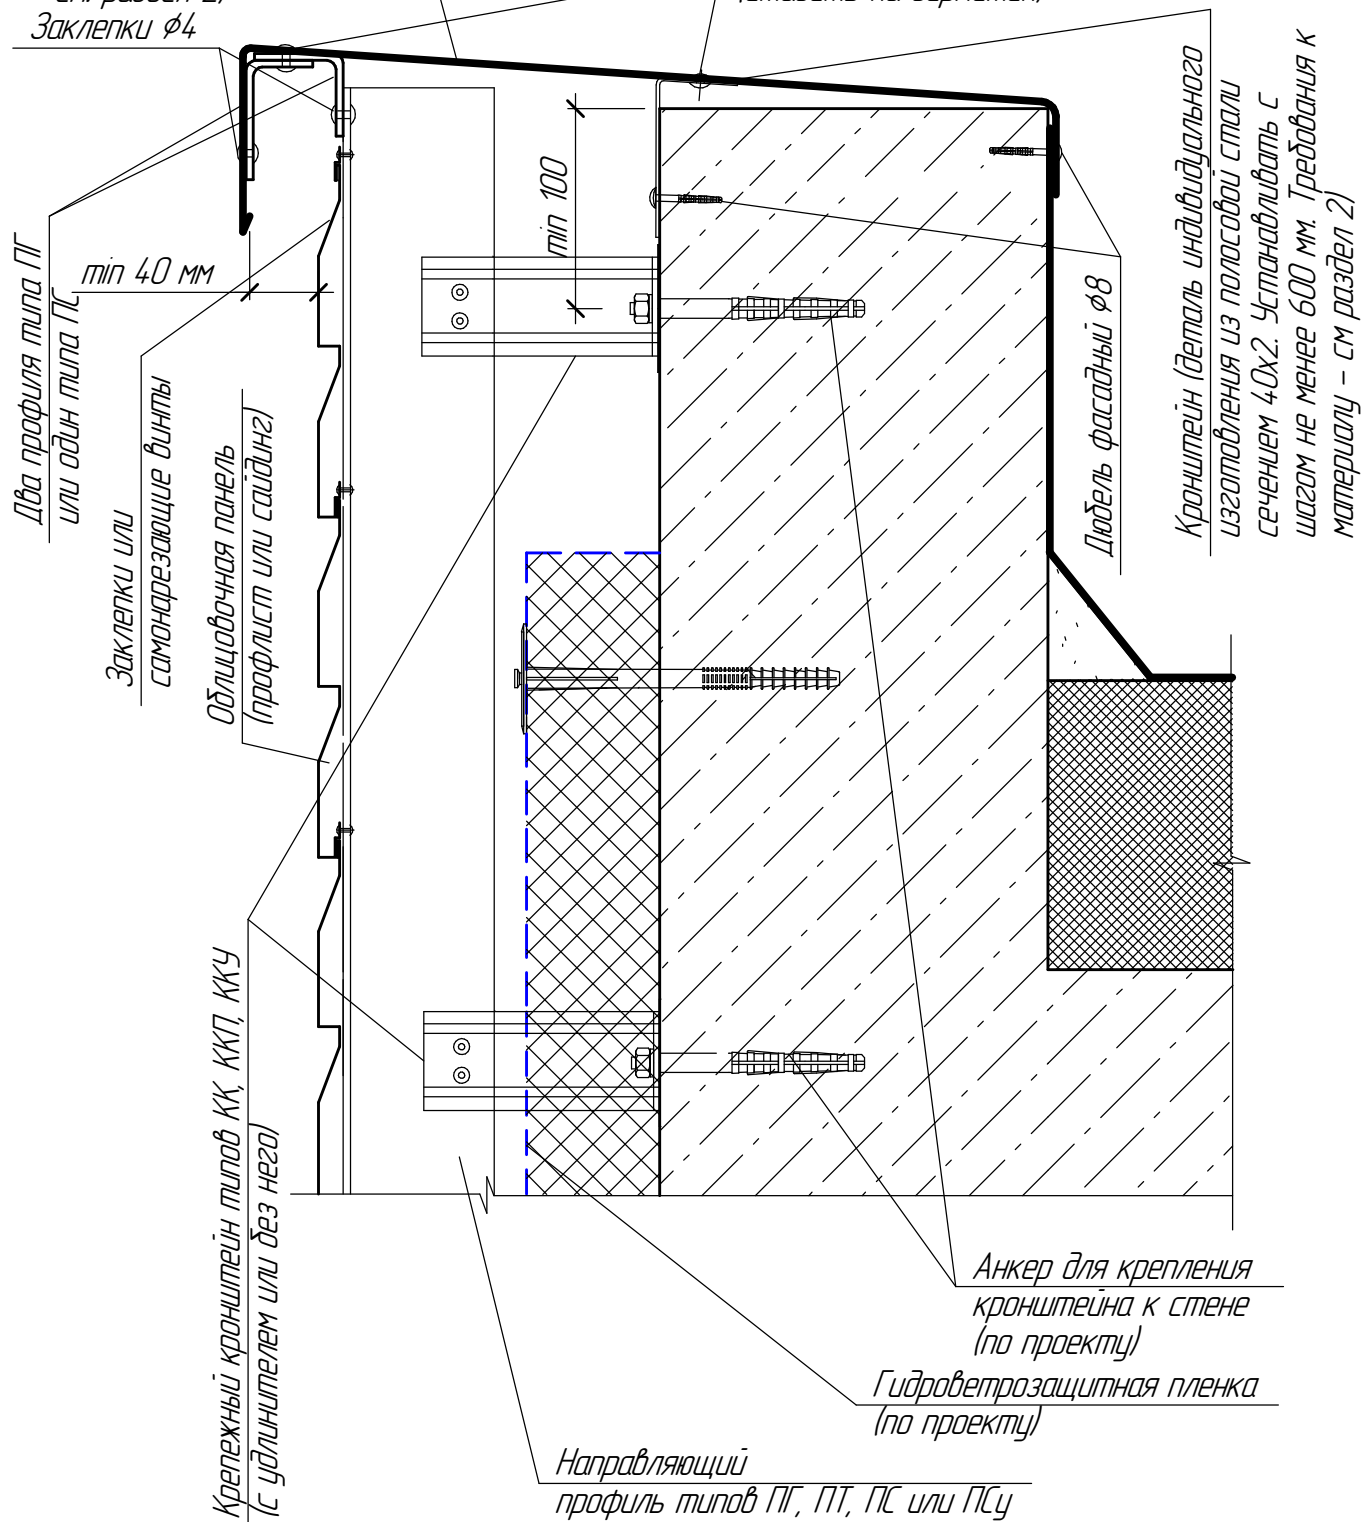 Заклепки φ4
Два профиля типа ПГ
или один типа ПС
min 40 мм
Заклепки или
самонарезающие винты
Облицовочная панель
(профлист или сайдинг)
min 100
Дюбель фасадный φ8
Кронштейн (деталь индивидуального
изготовления из полосовой стали
сечением 40х2. Устанавливать с
шагом не менее 600 мм. Требования к
материалу - см раздел 2)
Крепежный кронштейн типов КК, ККП, ККУ
(с удлинителем или без него)
Анкер для крепления
кронштейна к стене
(по проекту)
Гидроветрозащитная пленка
(по проекту)
Направляющий
профиль типов ПГ, ПТ, ПС или ПСу